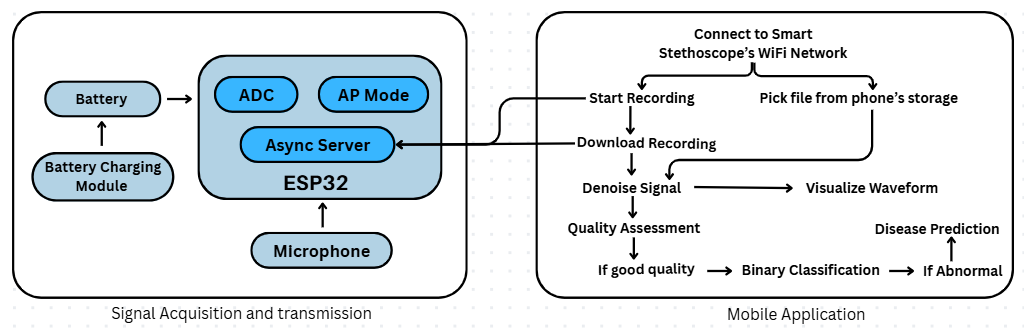 Battery
Battery Charging
Module
ADC
AP Mode
Async Server
ESP32
Microphone
Signal Acquisition and transmission
Connect to Smart
Stethoscope's WiFi Network
Start Recording
Pick file from phone's storage
Download Recording
Denoise Signal
Visualize Waveform
Quality Assessment
Disease Prediction
If good quality
Binary Classification
If Abnormal
Mobile Application